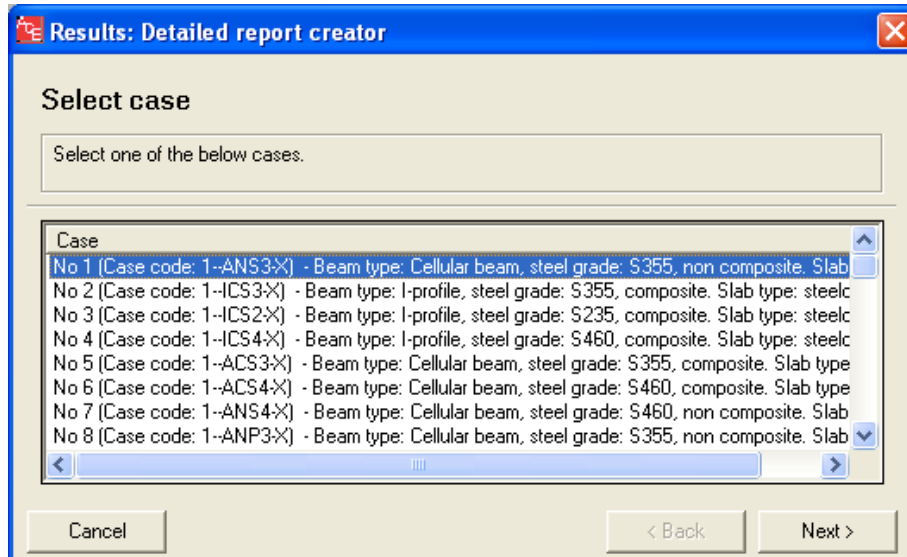 ACE Results: Detailed report creator
Select case
Select one of the below cases.
Case
No 1 (Case code: 1--ANS3-X) - Beam type: Cellular beam, steel grade: S355, non composite. Slab
No 2 (Case code: 1--ICS3-X) - Beam type: I-profile, steel grade: S355, composite. Slab type: steelc
No 3 (Case code: 1--ICS2-X) - Beam type: I-profile, steel grade: S235, composite. Slab type: steelc
No 4 (Case code: 1--ICS4-X) - Beam type: I-profile, steel grade: S460, composite. Slab type: steelc
No 5 (Case code: 1--ACS3-X) - Beam type: Cellular beam, steel grade: S355, composite. Slab type
No 6 (Case code: 1--ACS4-X) - Beam type: Cellular beam, steel grade: S460, composite. Slab type
No 7 (Case code: 1--ANS4-X) - Beam type: Cellular beam, steel grade: S460, non composite. Slab
No 8 (Case code: 1--ANP3-X) - Beam type: Cellular beam, steel grade: S355, non composite. Slab
Cancel < Back Next >